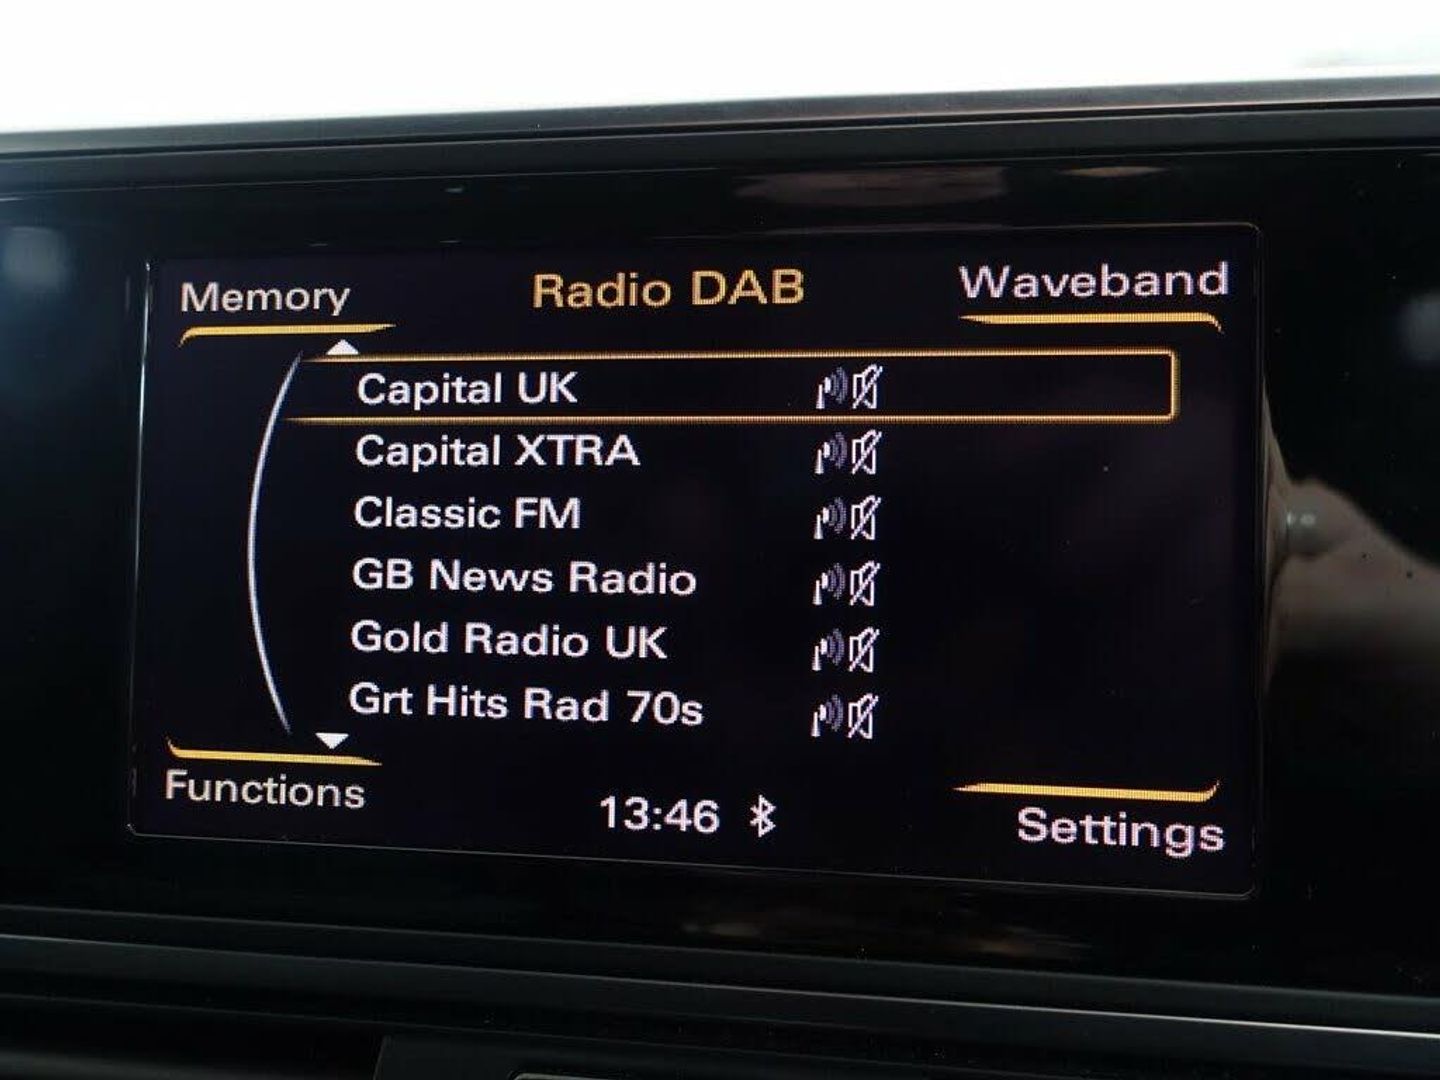 Memory
Radio DAB
Waveband
Capital UK
Capital XTRA
Classic FM
GB News Radio
Gold Radio UK
Grt Hits Rad 70s
Functions
13:46
Settings